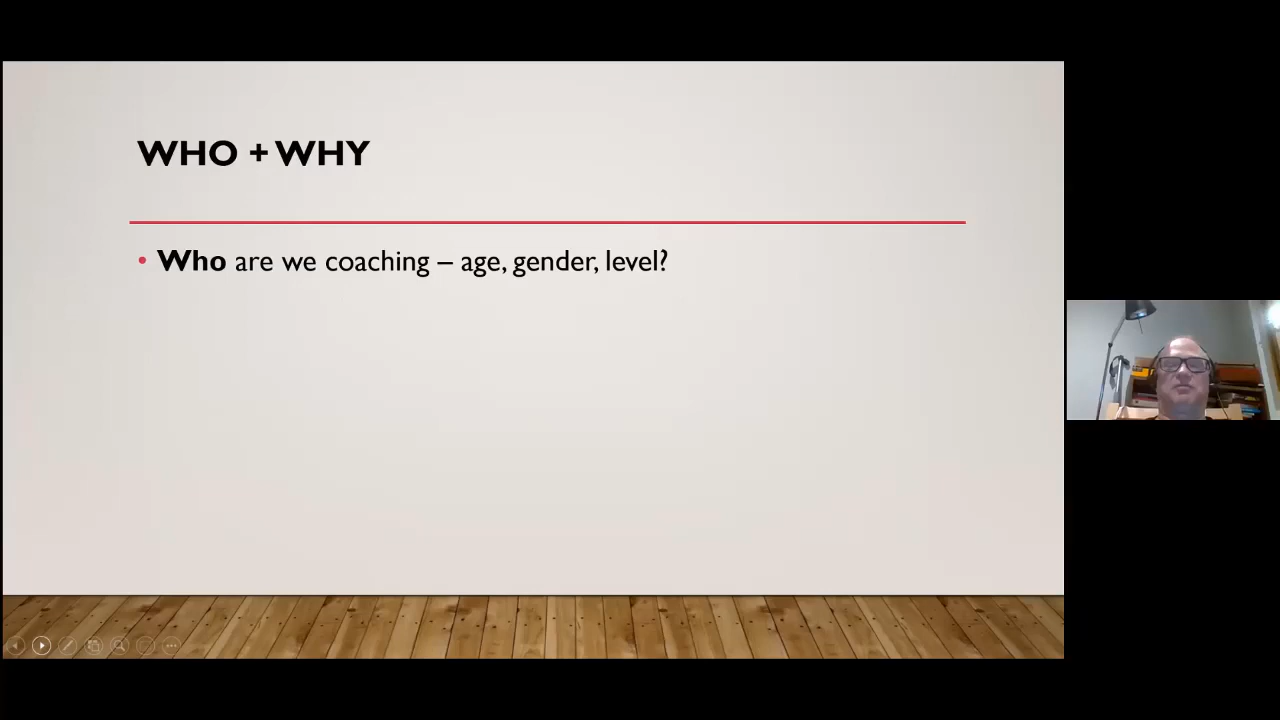 WHO + WHY
• Who are we coaching – age, gender, level?